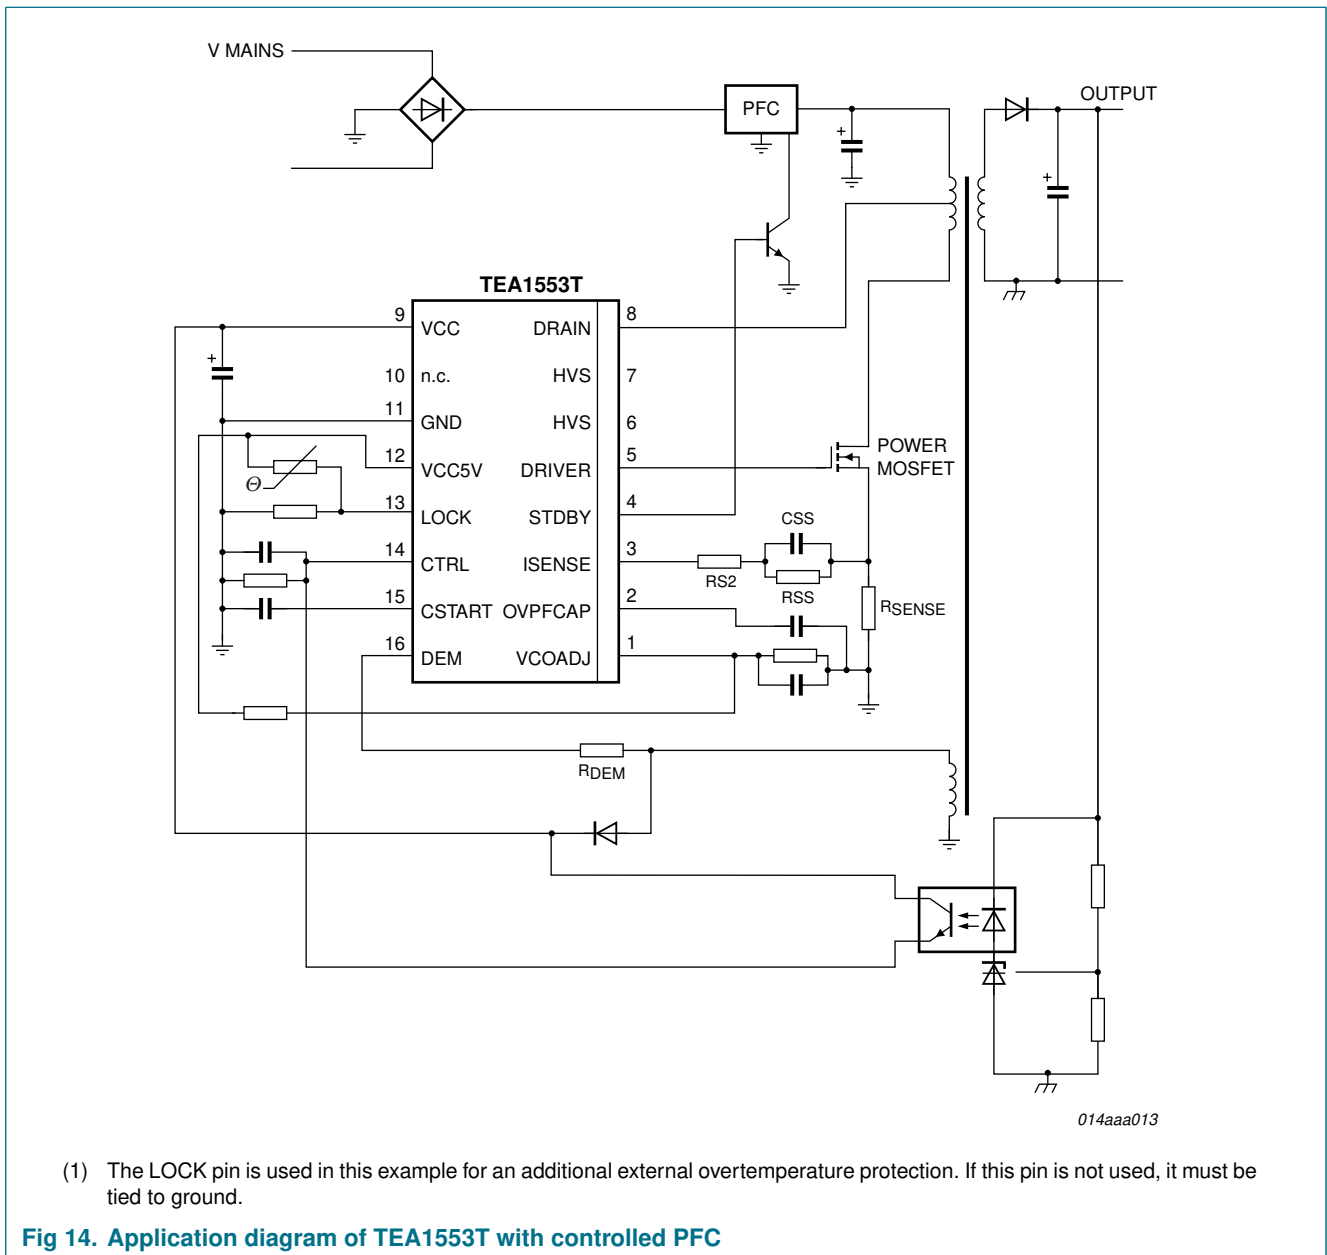 V MAINS
PFC
+
OUTPUT
+
TEA1553T
9 VCC DRAIN 8
+
10 n.c. HVS 7
11 GND HVS 6
12 VCC5V DRIVER 5
POWER
MOSFET
Θ
13 LOCK STDBY 4
CSS
14 CTRL ISENSE 3
RS2
RSS
15 CSTART OVPFCAP 2
RSENSE
16 DEM VCOADJ 1
RDEM
014aaa013
(1) The LOCK pin is used in this example for an additional external overtemperature protection. If this pin is not used, it must be
tied to ground.
Fig 14. Application diagram of TEA1553T with controlled PFC